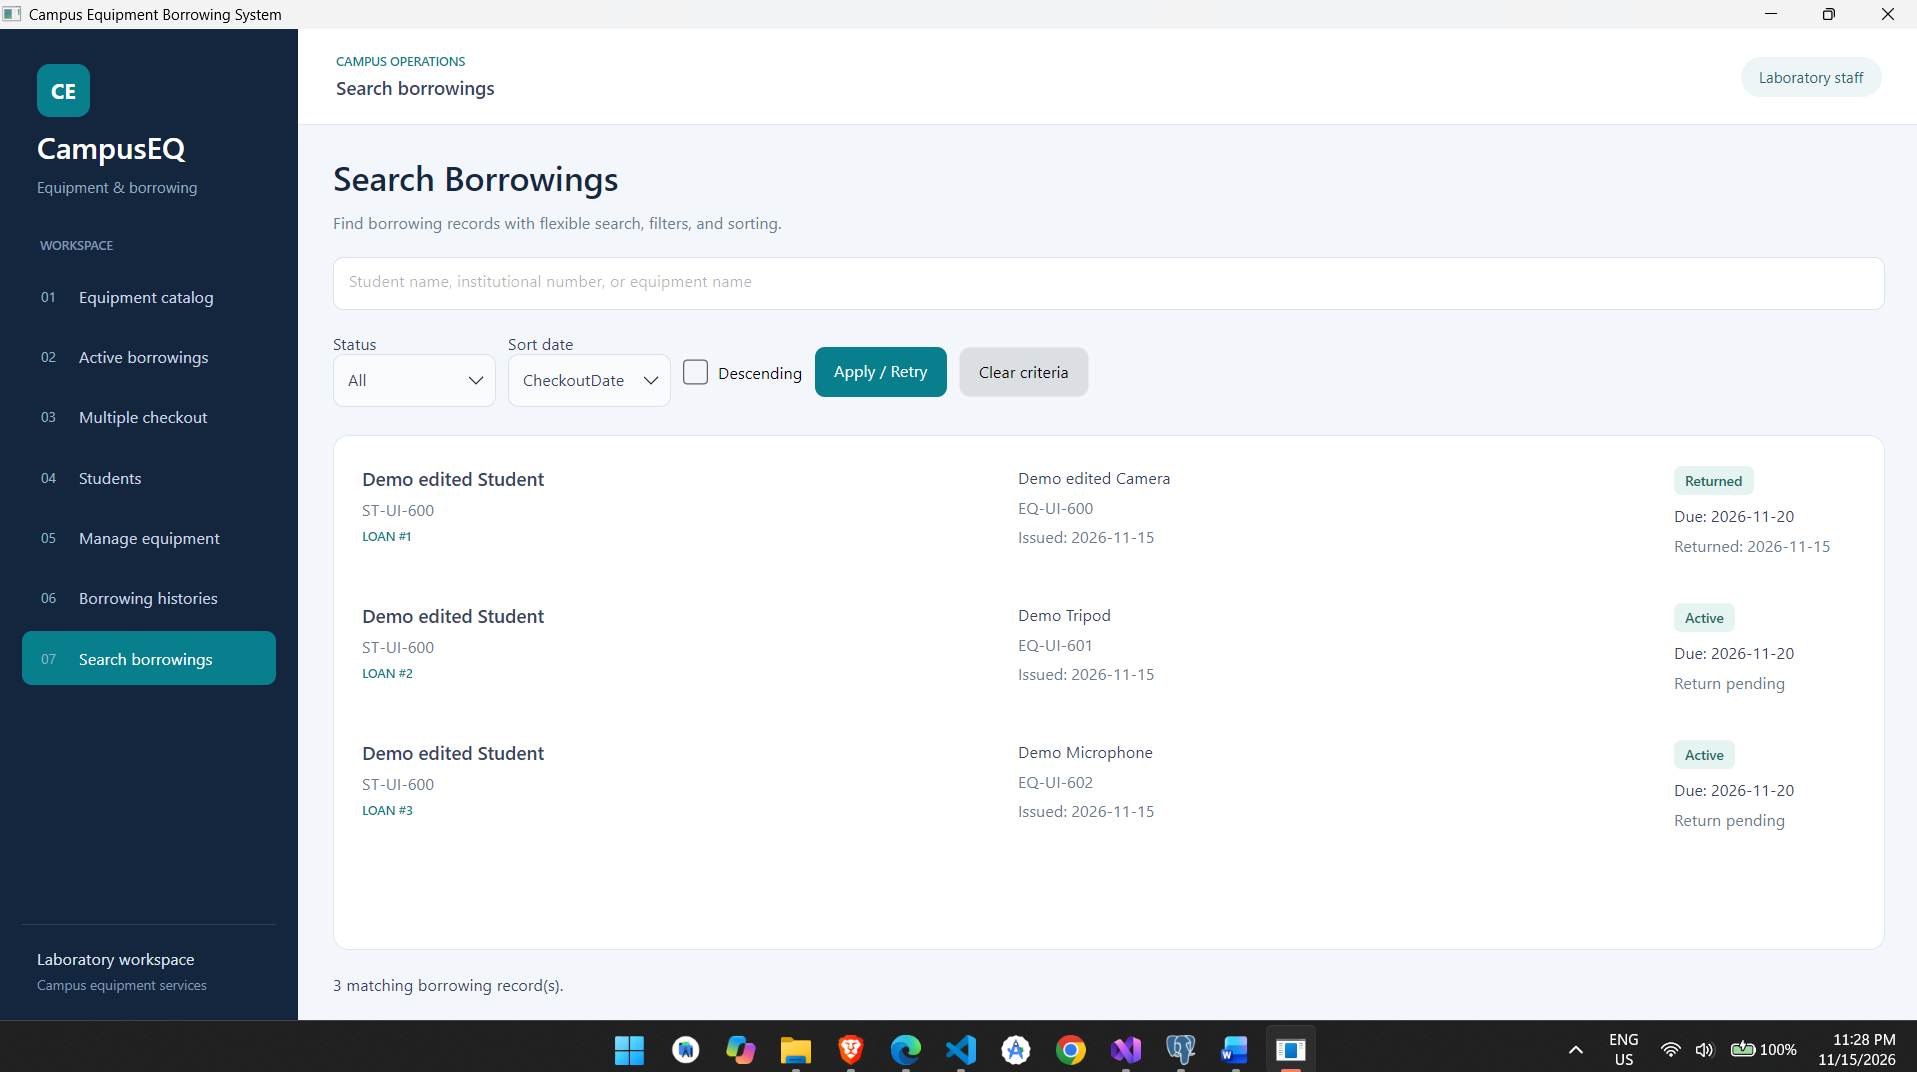 Campus Equipment Borrowing System
CE
CampusEQ
Equipment & borrowing
WORKSPACE
01 Equipment catalog
02 Active borrowings
03 Multiple checkout
04 Students
05 Manage equipment
06 Borrowing histories
07 Search borrowings
Laboratory workspace
Campus equipment services
CAMPUS OPERATIONS
Search borrowings
Laboratory staff
Search Borrowings
Find borrowing records with flexible search, filters, and sorting.
Student name, institutional number, or equipment name
Status
All
Sort date
CheckoutDate
Descending
Apply / Retry
Clear criteria
Demo edited Student
ST-UI-600
LOAN #1
Demo edited Camera
EQ-UI-600
Issued: 2026-11-15
Returned
Due: 2026-11-20
Returned: 2026-11-15
Demo edited Student
ST-UI-600
LOAN #2
Demo Tripod
EQ-UI-601
Issued: 2026-11-15
Active
Due: 2026-11-20
Return pending
Demo edited Student
ST-UI-600
LOAN #3
Demo Microphone
EQ-UI-602
Issued: 2026-11-15
Active
Due: 2026-11-20
Return pending
3 matching borrowing record(s).
ENG
US
100%
11:28 PM
11/15/2026